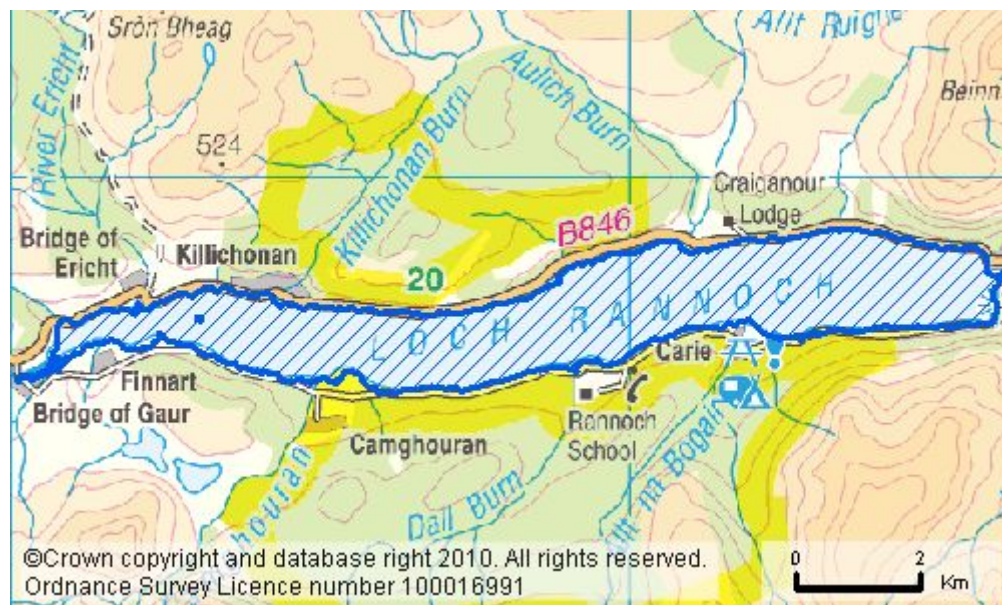 Sròn Bheag
Allt Ruighe
River Ericht
Aulich Burn
Beinn
524
Killichonan Burn
Craiganour
Lodge
B846
Bridge of
Ericht
Killichonan
20
LOCH RANNOCH
Carie
Finnart
Bridge of Gaur
Rannoch
School
Camghouran
Allt na Bogair
Dall Burn
houran
©Crown copyright and database right 2010. All rights reserved.
Ordnance Survey Licence number 100016991
0 2
Km